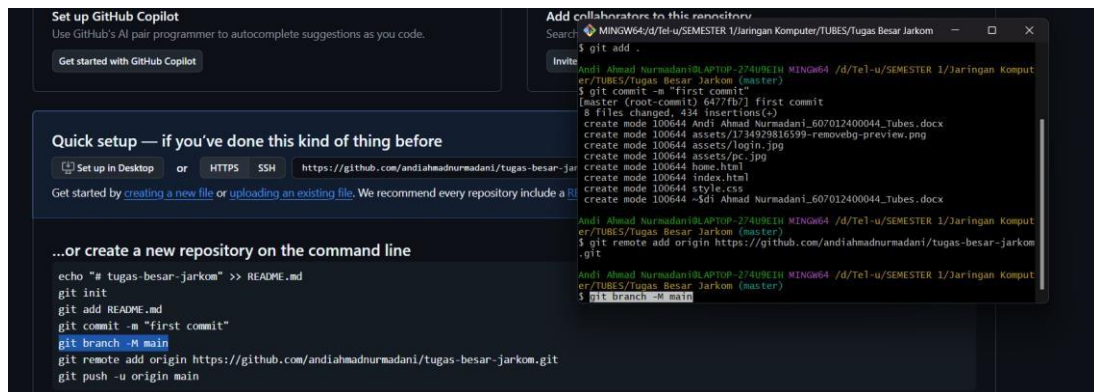 Set up GitHub Copilot
Use GitHub's AI pair programmer to autocomplete suggestions as you code.
Get started with GitHub Copilot
Add collaborators to this repository
Search
Invite
Quick setup — if you've done this kind of thing before
Set up in Desktop or HTTPS SSH https://github.com/andiahmadnurmadani/tugas-besar-jar
Get started by creating a new file or uploading an existing file. We recommend every repository include a
...or create a new repository on the command line
echo "# tugas-besar-jarkom" >> README.md
git init
git add README.md
git commit -m "first commit"
git branch -M main
git remote add origin https://github.com/andiahmadnurmadani/tugas-besar-jarkom.git
git push -u origin main
MINGW64:/d/Tel-u/SEMESTER 1/Jaringan Komputer/TUBES/Tugas Besar Jarkom
$ git add .
Andi Ahmad Nurmadani@LAPTOP-274U9EIH MINGW64 /d/Tel-u/SEMESTER 1/Jaringan Komput
er/TUBES/Tugas Besar Jarkom (master)
$ git commit -m "first commit"
[master (root-commit) 6477fb7] first commit
8 files changed, 434 insertions(+)
create mode 100644 Andi Ahmad Nurmadani_607012400044_Tubes.docx
create mode 100644 assets/1734929816599-removebg-preview.png
create mode 100644 assets/login.jpg
create mode 100644 assets/pc.jpg
create mode 100644 home.html
create mode 100644 index.html
create mode 100644 style.css
create mode 100644 ~$di Ahmad Nurmadani_607012400044_Tubes.docx
Andi Ahmad Nurmadani@LAPTOP-274U9EIH MINGW64 /d/Tel-u/SEMESTER 1/Jaringan Komput
er/TUBES/Tugas Besar Jarkom (master)
$ git remote add origin https://github.com/andiahmadnurmadani/tugas-besar-jarkom
.git
Andi Ahmad Nurmadani@LAPTOP-274U9EIH MINGW64 /d/Tel-u/SEMESTER 1/Jaringan Komput
er/TUBES/Tugas Besar Jarkom (master)
$ git branch -M main